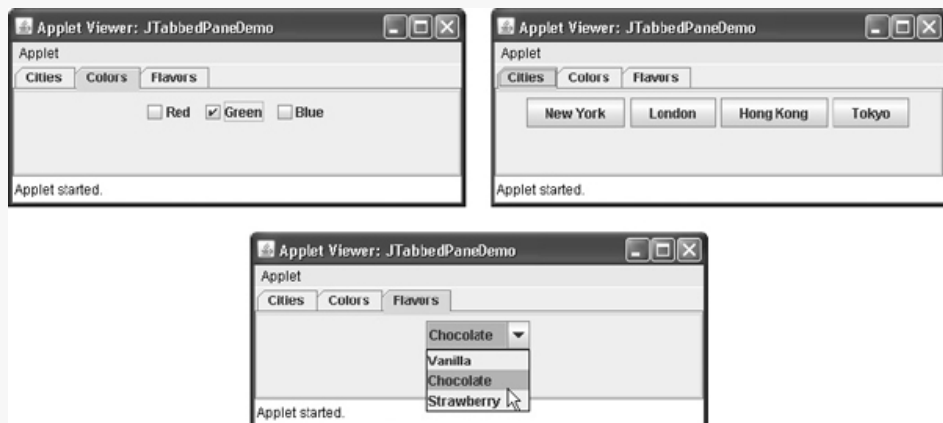 Applet Viewer: JTabbedPaneDemo
Applet
Cities Colors Flavors
Red Green Blue
Applet started.
Applet Viewer: JTabbedPaneDemo
Applet
Cities Colors Flavors
New York London Hong Kong Tokyo
Applet started.
Applet Viewer: JTabbedPaneDemo
Applet
Cities Colors Flavors
Chocolate
Vanilla
Chocolate
Strawberry
Applet started.